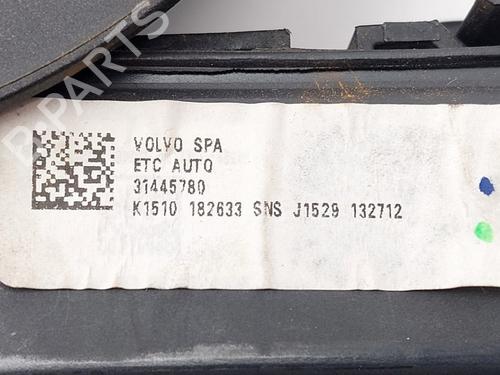 VOLVO SPA
ETC AUTO
31445780
K1510 182633 SNS J1529 132712
B-PARTS